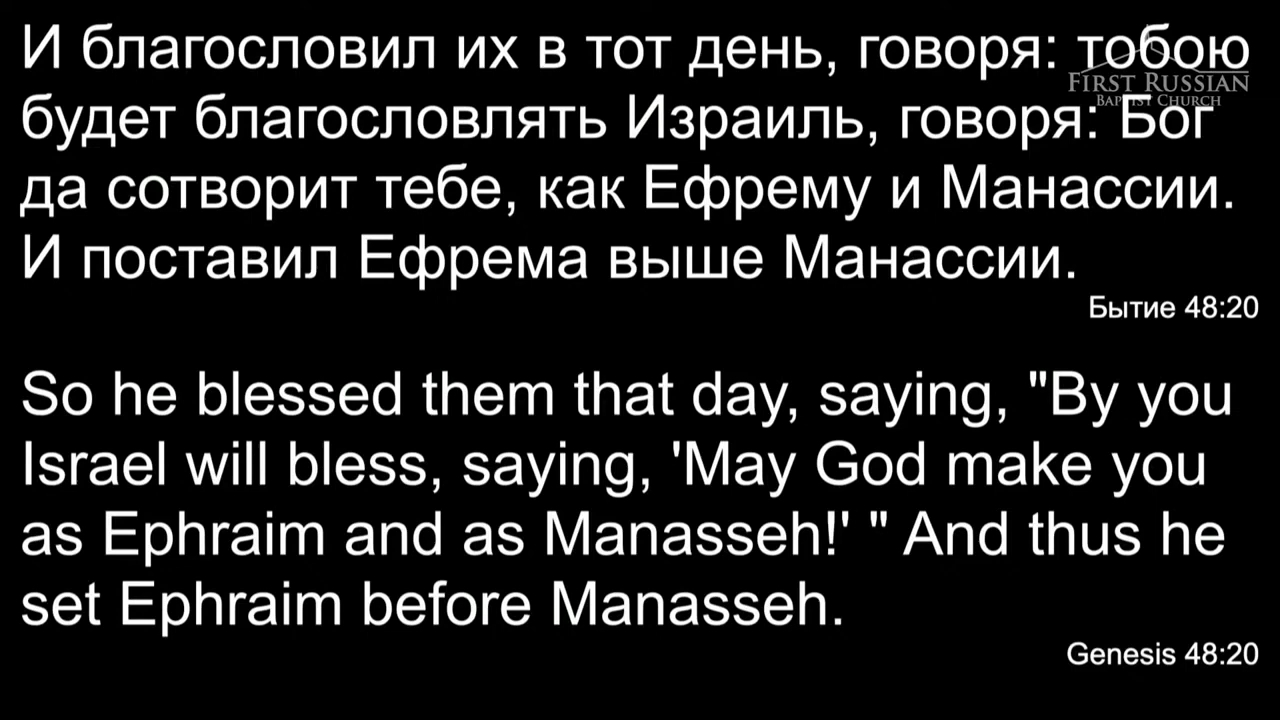 И благословил их в тот день, говоря: тобою
FIRST RUSSIAN
BAPTIST CHURCH
будет благословлять Израиль, говоря: Бог
да сотворит тебе, как Ефрему и Манассии.
И поставил Ефрема выше Манассии.
Бытие 48:20
So he blessed them that day, saying, "By you
Israel will bless, saying, 'May God make you
as Ephraim and as Manasseh!' " And thus he
set Ephraim before Manasseh.
Genesis 48:20